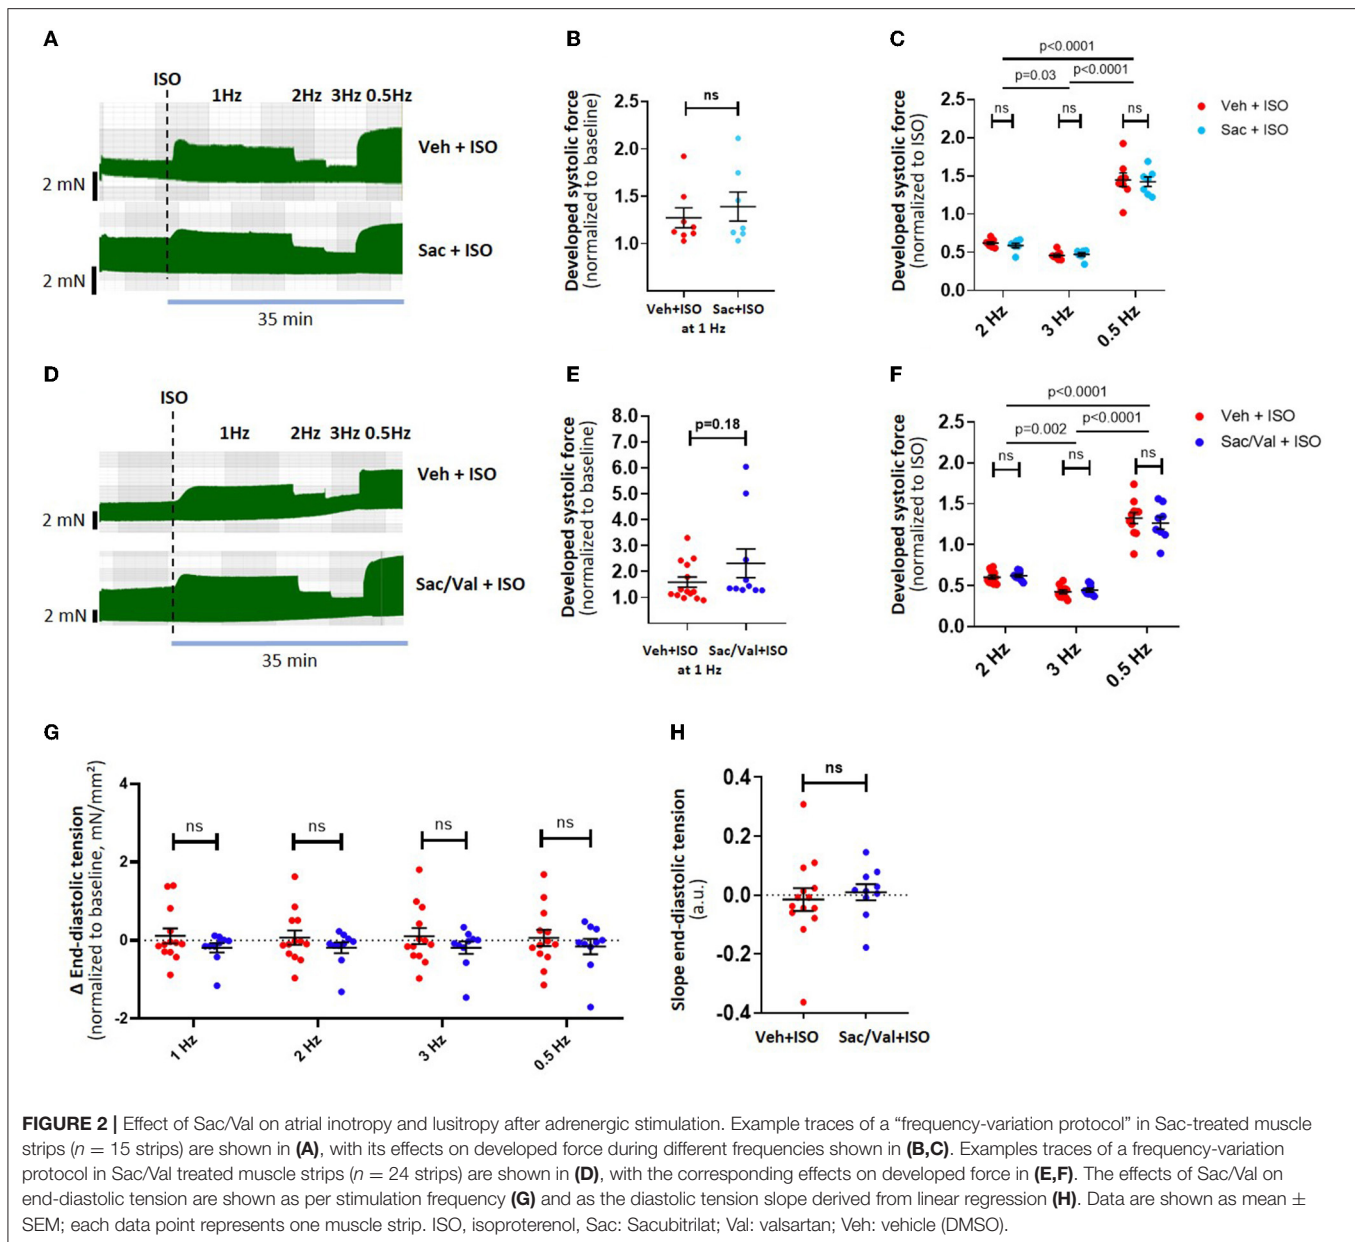 A
ISO
1Hz 2Hz 3Hz 0.5Hz
Veh + ISO
2 mN
Sac + ISO
2 mN
35 min
B
Developed systolic force
(normalized to baseline)
2.5
2.0
1.5
1.0
ns
Veh+ISO Sac+ISO
at 1 Hz
C
Developed systolic force
(normalized to ISO)
p<0.0001
p=0.03 p<0.0001
ns ns ns
2.5
2.0
1.5
1.0
0.5
0.0
2 Hz 3 Hz 0.5 Hz
Veh + ISO
Sac + ISO
D
ISO
1Hz 2Hz 3Hz 0.5Hz
Veh + ISO
2 mN
Sac/Val + ISO
2 mN
35 min
E
Developed systolic force
(normalized to baseline)
8.0
7.0
6.0
5.0
4.0
3.0
2.0
1.0
p=0.18
Veh+ISO Sac/Val+ISO
at 1 Hz
F
Developed systolic force
(normalized to ISO)
p<0.0001
p=0.002 p<0.0001
ns ns ns
2.5
2.0
1.5
1.0
0.5
0.0
2 Hz 3 Hz 0.5 Hz
Veh + ISO
Sac/Val + ISO
G
Δ End-diastolic tension
(normalized to baseline, mN/mm²)
4
2
0
-2
ns ns ns ns
1 Hz 2 Hz 3 Hz 0.5 Hz
H
Slope end-diastolic tension
(a.u.)
0.4
0.2
0.0
-0.2
-0.4
ns
Veh+ISO Sac/Val+ISO
FIGURE 2 | Effect of Sac/Val on atrial inotropy and lusitropy after adrenergic stimulation. Example traces of a “frequency-variation protocol” in Sac-treated muscle
strips (n = 15 strips) are shown in (A), with its effects on developed force during different frequencies shown in (B,C). Examples traces of a frequency-variation
protocol in Sac/Val treated muscle strips (n = 24 strips) are shown in (D), with the corresponding effects on developed force in (E,F). The effects of Sac/Val on
end-diastolic tension are shown as per stimulation frequency (G) and as the diastolic tension slope derived from linear regression (H). Data are shown as mean ±
SEM; each data point represents one muscle strip. ISO, isoproterenol, Sac: Sacubitrilat; Val: valsartan; Veh: vehicle (DMSO).